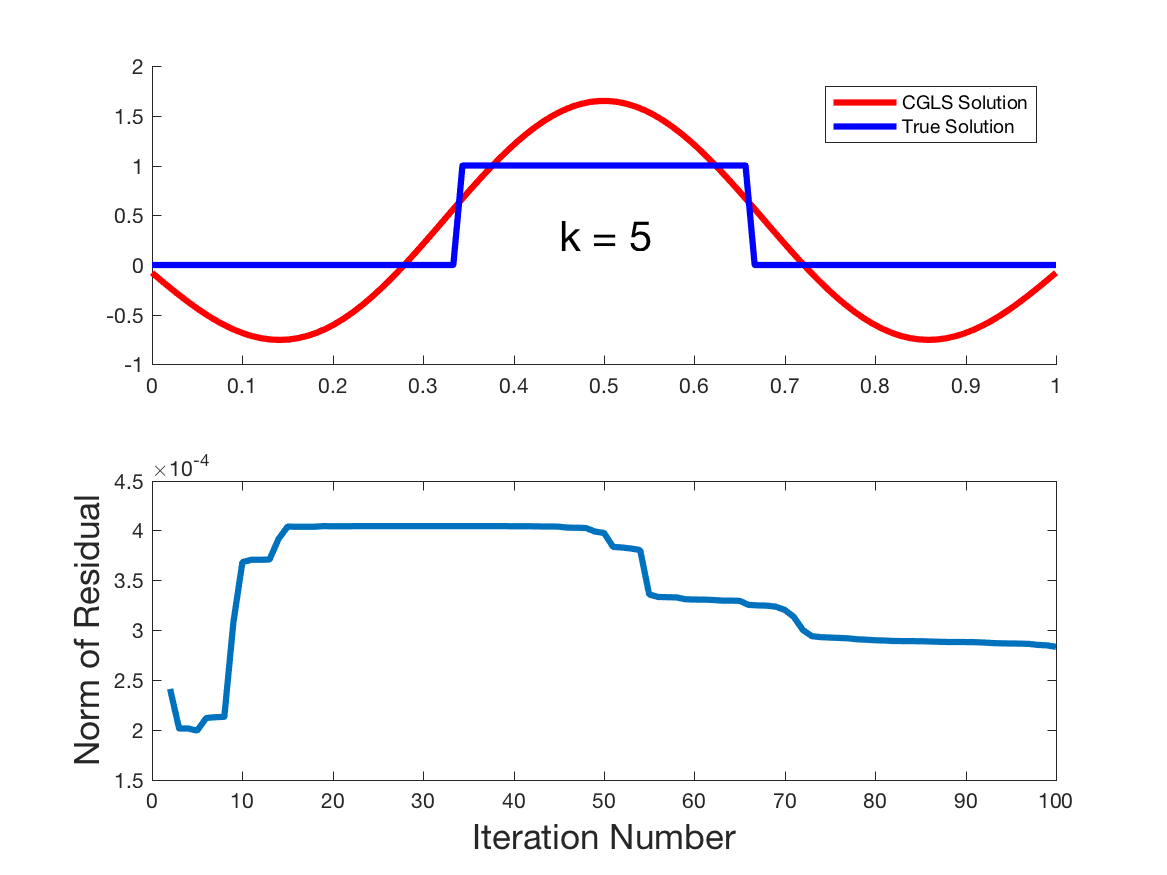 2
1.5
1
0.5
0
-0.5
-1
0 0.1 0.2 0.3 0.4 0.5 0.6 0.7 0.8 0.9 1
CGLS Solution
True Solution
k = 5
×10-4
4.5
4
3.5
3
2.5
2
1.5
Norm of Residual
0 10 20 30 40 50 60 70 80 90 100
Iteration Number